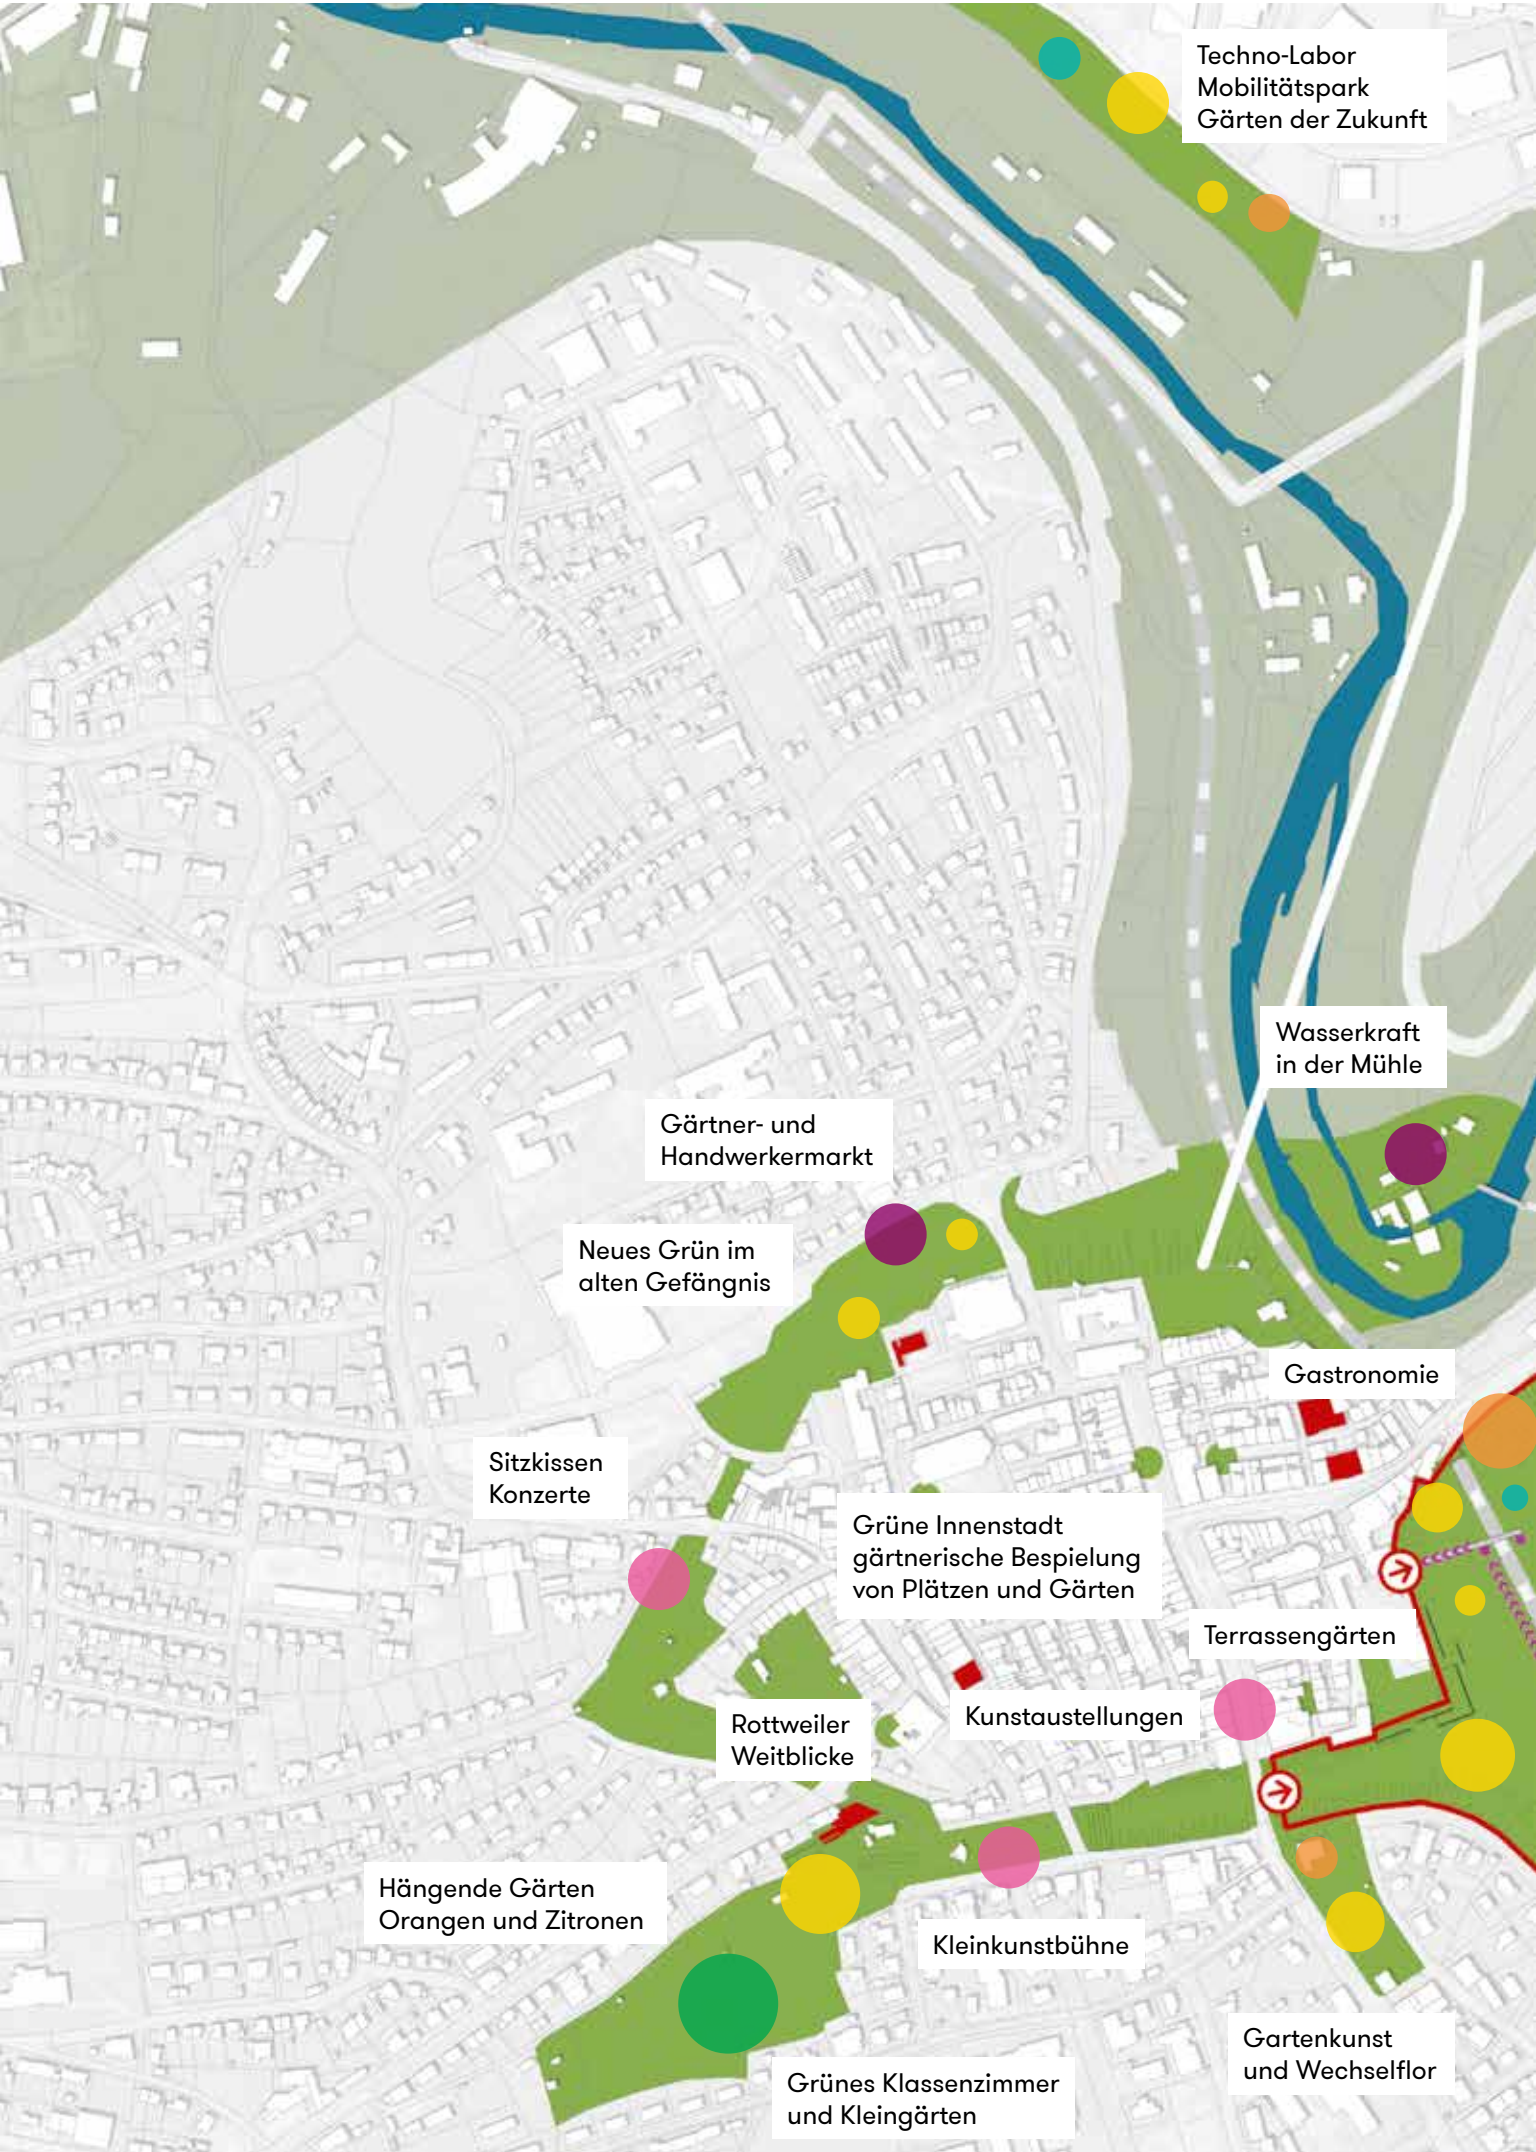 Techno-Labor
Mobilitätspark
Gärten der Zukunft
Wasserkraft
in der Mühle
Gärtner- und
Handwerkermarkt
Neues Grün im
alten Gefängnis
Gastronomie
Sitzkissen
Konzerte
Grüne Innenstadt
gärtnerische Bespielung
von Plätzen und Gärten
Terrassengärten
Kunstaustellungen
Rottweiler
Weitblicke
Hängende Gärten
Orangen und Zitronen
Kleinkunstbühne
Gartenkunst
und Wechselflor
Grünes Klassenzimmer
und Kleingärten